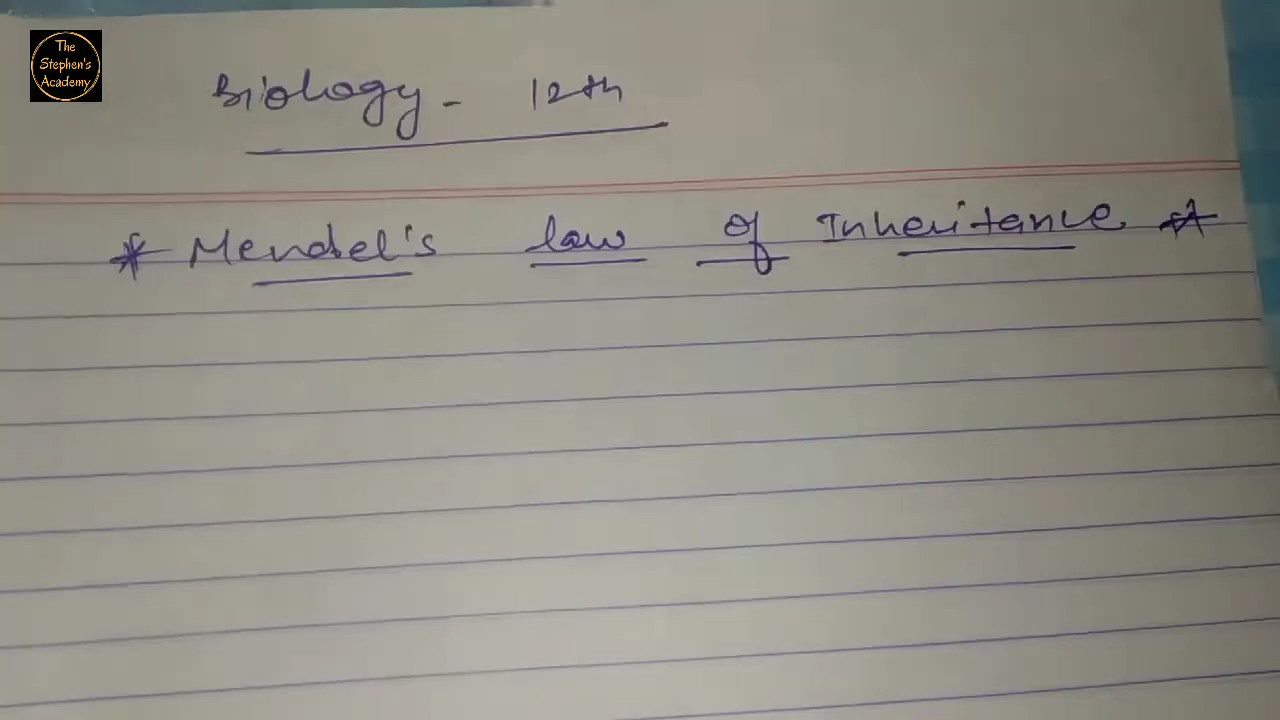 The
Stephen's
Academy
Biology - 12th
* Mendel's law of Inheritance *